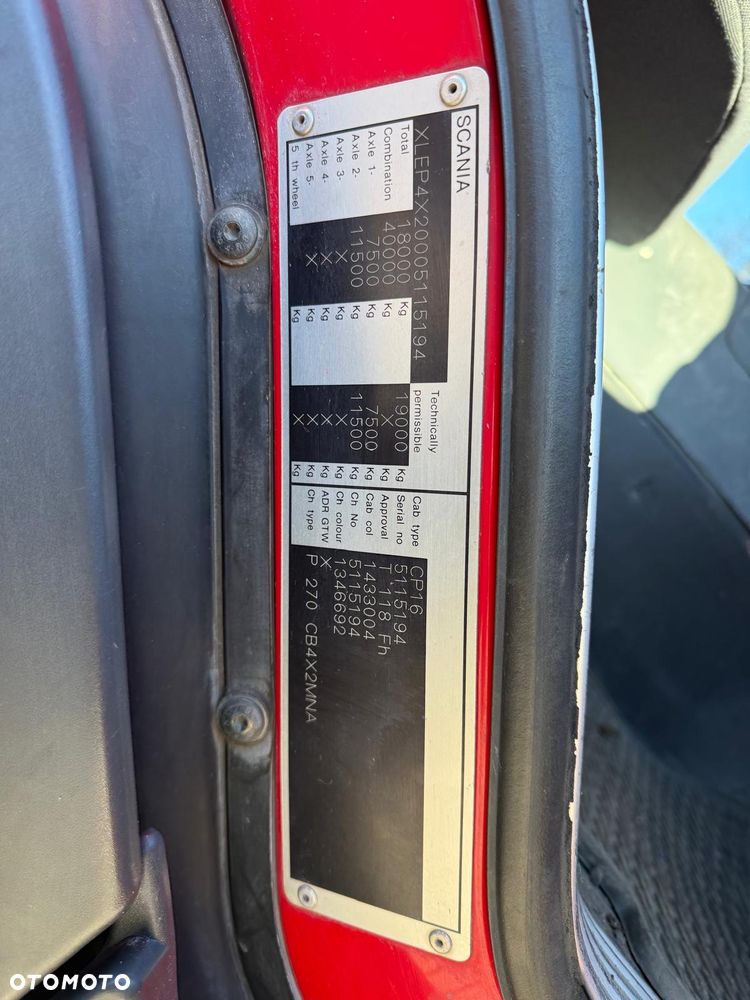 SCANIA
XLEP4X20005115194
Total 18000 Kg
Combination 40000 Kg
Axle 1- 7500 Kg
Axle 2- 11500 Kg
Axle 3- X Kg
Axle 4- X Kg
Axle 5- X Kg
5 th wheel Kg
Technically
permissible
19000 Kg
X Kg
7500 Kg
11500 Kg
X Kg
X Kg
X Kg
Kg
Cab type CP16
Serial no 5115194
Approval T 118 Fh
Cab col 1433004
Ch No 5115194
Ch colour 1346692
ADR GTW X
Ch type P 270 CB4X2MNA
OTOMOTO